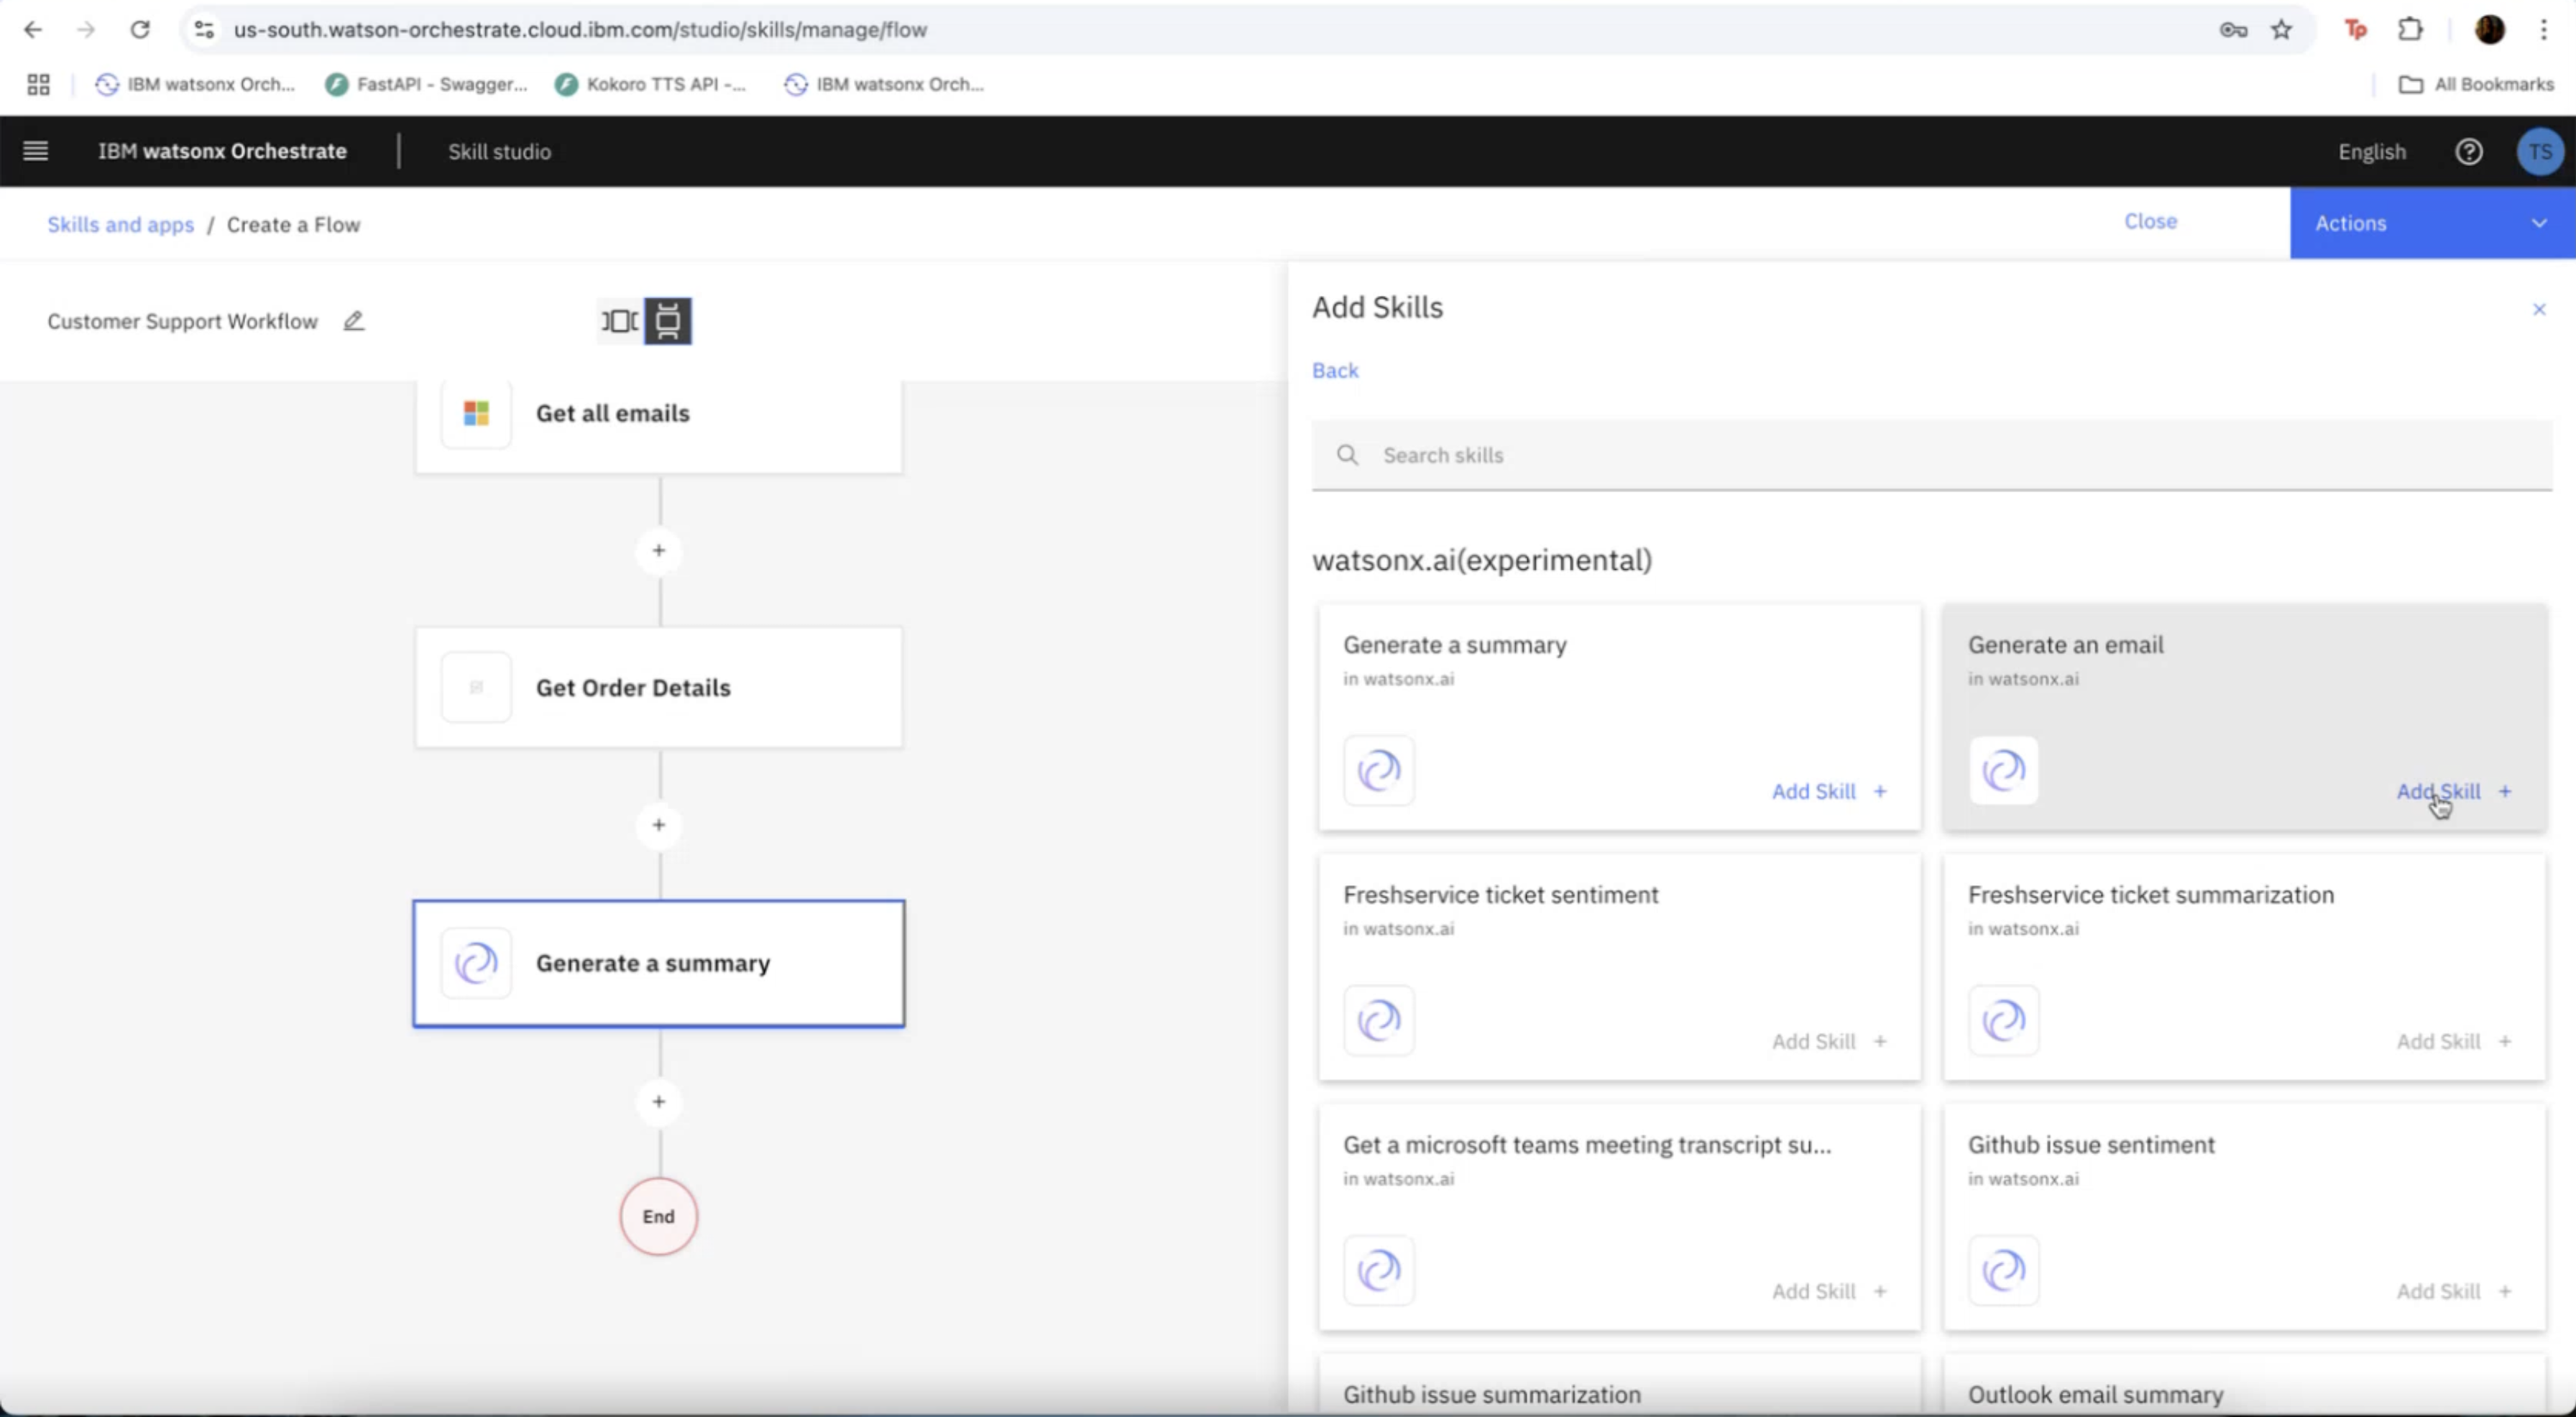 us-south.watson-orchestrate.cloud.ibm.com/studio/skills/manage/flow
Tp
IBM watsonx Orch...
FastAPI - Swagger...
Kokoro TTS API -...
IBM watsonx Orch...
All Bookmarks
IBM watsonx Orchestrate
Skill studio
English
TS
Skills and apps / Create a Flow
Close
Actions
Customer Support Workflow
Get all emails
Get Order Details
Generate a summary
End
Add Skills
Back
Search skills
watsonx.ai(experimental)
Generate a summary
in watsonx.ai
Add Skill +
Generate an email
in watsonx.ai
Add Skill +
Freshservice ticket sentiment
in watsonx.ai
Add Skill +
Freshservice ticket summarization
in watsonx.ai
Add Skill +
Get a microsoft teams meeting transcript su...
in watsonx.ai
Add Skill +
Github issue sentiment
in watsonx.ai
Add Skill +
Github issue summarization
Outlook email summary